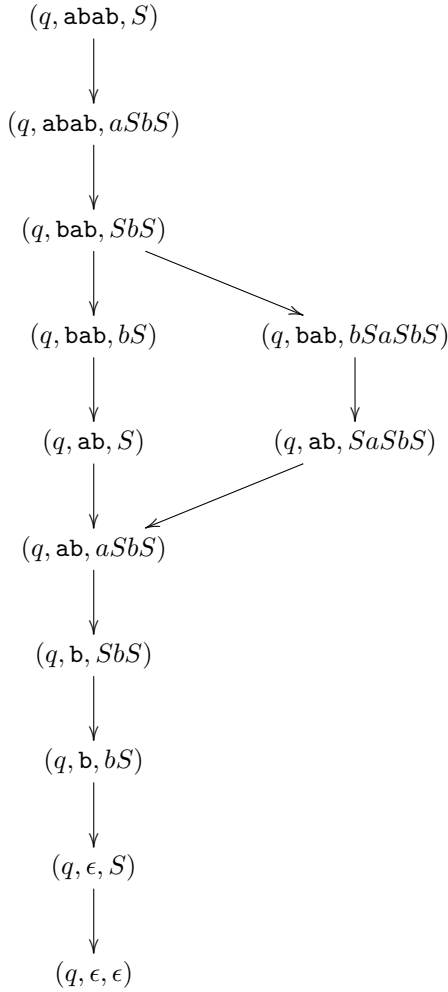 (q, abab, S)
(q, abab, aSbS)
(q, bab, SbS)
(q, bab, bS) (q, bab, bSaSbS)
(q, ab, S) (q, ab, SaSbS)
(q, ab, aSbS)
(q, b, SbS)
(q, b, bS)
(q, ϵ, S)
(q, ϵ, ϵ)